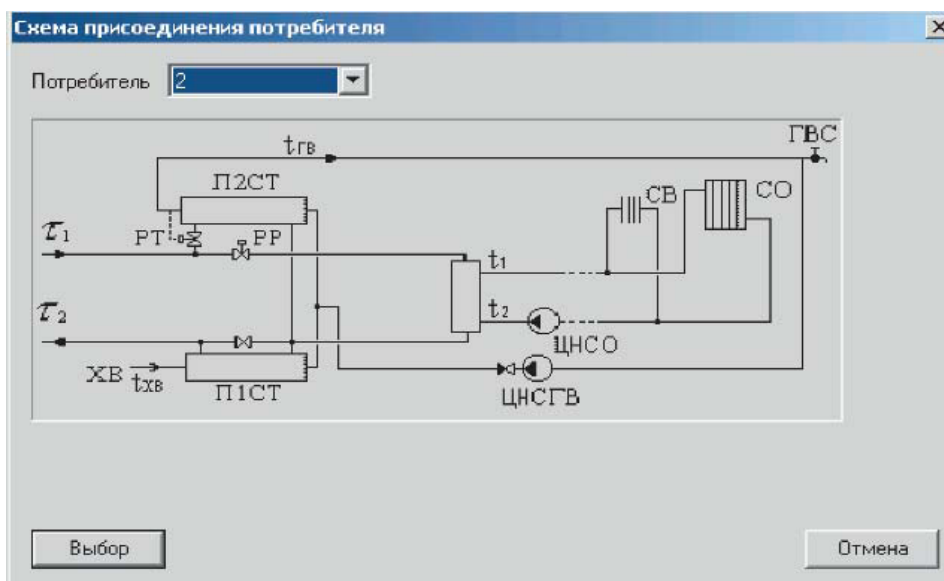 Схема присоединения потребителя
Потребитель 2
ГВС
tГВ
П2СТ
СВ
СО
τ1
РТ
РР
t1
τ2
t2
ЦНСО
ХВ
tХВ
П1СТ
ЦНСГВ
Выбор
Отмена